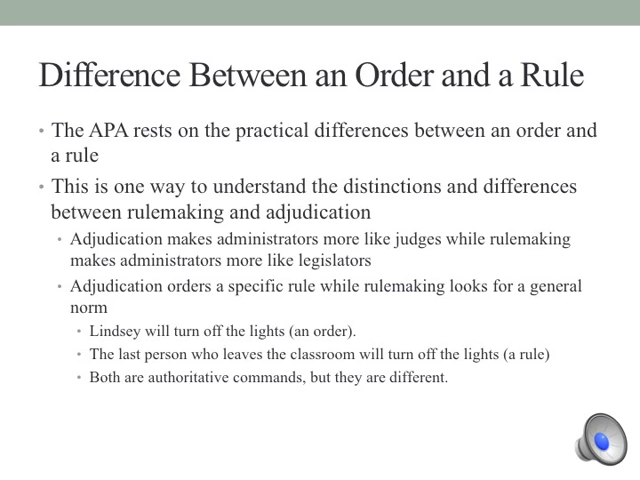 Difference Between an Order and a Rule
• The APA rests on the practical differences between an order and
a rule
• This is one way to understand the distinctions and differences
between rulemaking and adjudication
• Adjudication makes administrators more like judges while rulemaking
makes administrators more like legislators
• Adjudication orders a specific rule while rulemaking looks for a general
norm
• Lindsey will turn off the lights (an order).
• The last person who leaves the classroom will turn off the lights (a rule)
• Both are authoritative commands, but they are different.